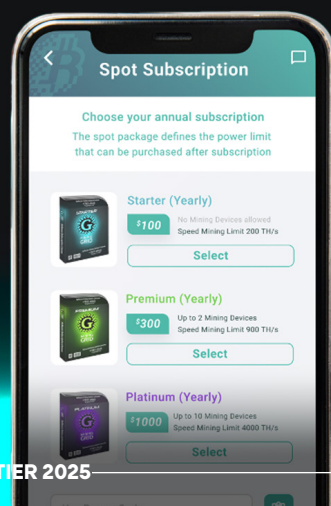 Spot Subscription
Choose your annual subscription
The spot package defines the power limit
that can be purchased after subscription
Starter (Yearly)
$100
No Mining Devices allowed
Speed Mining Limit 200 TH/s
Select
Premium (Yearly)
$300
Up to 2 Mining Devices
Speed Mining Limit 900 TH/s
Select
Platinum (Yearly)
$1000
Up to 10 Mining Devices
Speed Mining Limit 4000 TH/s
Select
TIER 2025